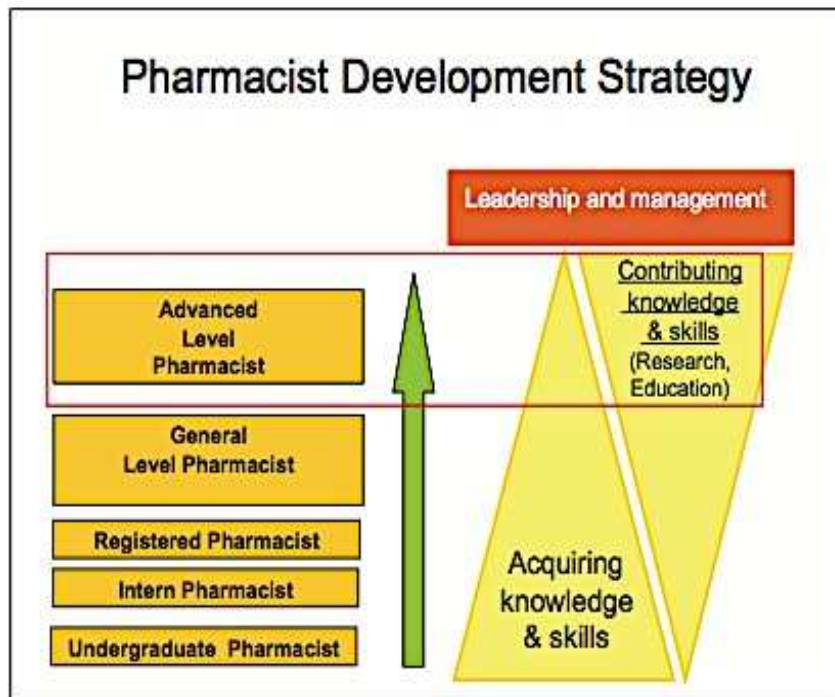 Pharmacist Development Strategy
Leadership and management
Advanced
Level
Pharmacist
General
Level Pharmacist
Registered Pharmacist
Intern Pharmacist
Undergraduate Pharmacist
Contributing
knowledge
& skills
(Research,
Education)
Acquiring
knowledge
& skills